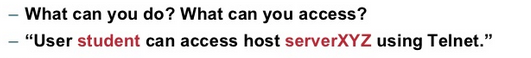 – What can you do? What can you access?
– “User student can access host serverXYZ using Telnet.”